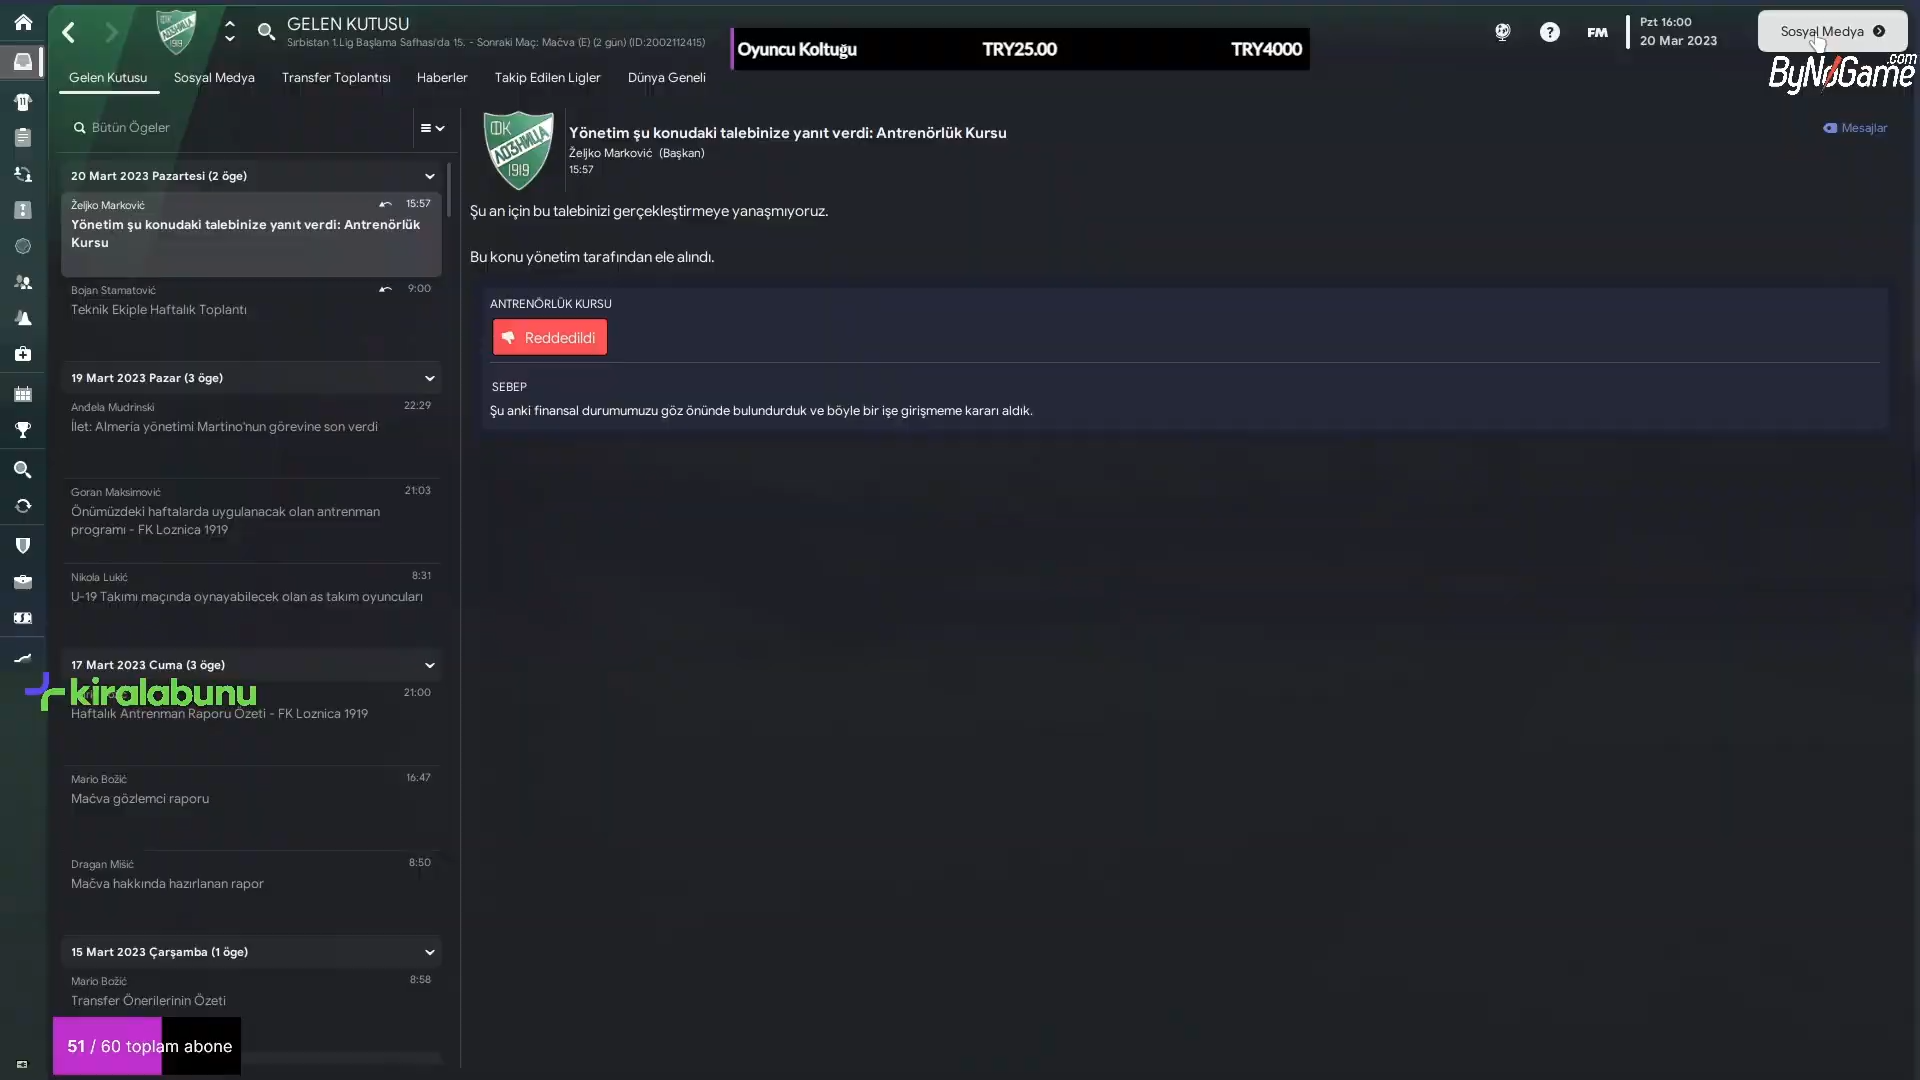 GELEN KUTUSU
Sırbistan 1.Lig Başlama Safhası'da 15. - Sonraki Maç: Mačva (E) (2 gün) (ID:2002112415)
Oyuncu Koltuğu TRY25.00 TRY4000
FM
Pzt 16:00
20 Mar 2023
Sosyal Medya
ByNoGame.com
Gelen Kutusu Sosyal Medya Transfer Toplantısı Haberler Takip Edilen Ligler Dünya Geneli
Bütün Ögeler
20 Mart 2023 Pazartesi (2 öge)
Željko Marković 15:57
Yönetim şu konudaki talebinize yanıt verdi: Antrenörlük
Kursu
Bojan Stamatović 9:00
Teknik Ekiple Haftalık Toplantı
19 Mart 2023 Pazar (3 öge)
Anđela Mudrinski 22:29
İlet: Almería yönetimi Martino'nun görevine son verdi
Goran Maksimović 21:03
Önümüzdeki haftalarda uygulanacak olan antrenman
programı - FK Loznica 1919
Nikola Lukić 8:31
U-19 Takımı maçında oynayabilecek olan as takım oyuncuları
17 Mart 2023 Cuma (3 öge)
21:00
kiralabunu
Haftalık Antrenman Raporu Özeti - FK Loznica 1919
Mario Božić 16:47
Mačva gözlemci raporu
Dragan Mišić 8:50
Mačva hakkında hazırlanan rapor
15 Mart 2023 Çarşamba (1 öge)
Mario Božić 8:58
Transfer Önerilerinin Özeti
51 / 60 toplam abone
ФК
ЛОЗНИЦА
1919
Yönetim şu konudaki talebinize yanıt verdi: Antrenörlük Kursu
Željko Marković (Başkan)
15:57
Mesajlar
Şu an için bu talebinizi gerçekleştirmeye yanaşmıyoruz.
Bu konu yönetim tarafından ele alındı.
ANTRENÖRLÜK KURSU
Reddedildi
SEBEP
Şu anki finansal durumumuzu göz önünde bulundurduk ve böyle bir işe girişmeme kararı aldık.